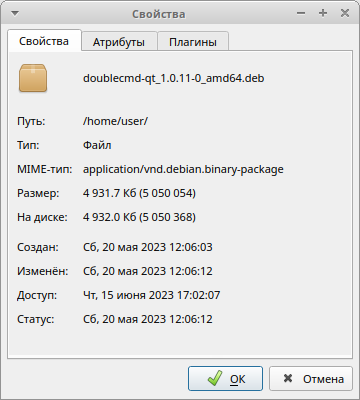 Свойства
Свойства Атрибуты Плагины
doublecmd-qt_1.0.11-0_amd64.deb
Путь: /home/user/
Тип: Файл
MIME-тип: application/vnd.debian.binary-package
Размер: 4 931.7 Кб (5 050 054)
На диске: 4 932.0 Кб (5 050 368)
Создан: Сб, 20 мая 2023 12:06:03
Изменён: Сб, 20 мая 2023 12:06:12
Доступ: Чт, 15 июня 2023 17:02:07
Статус: Сб, 20 мая 2023 12:06:12
OK Отмена